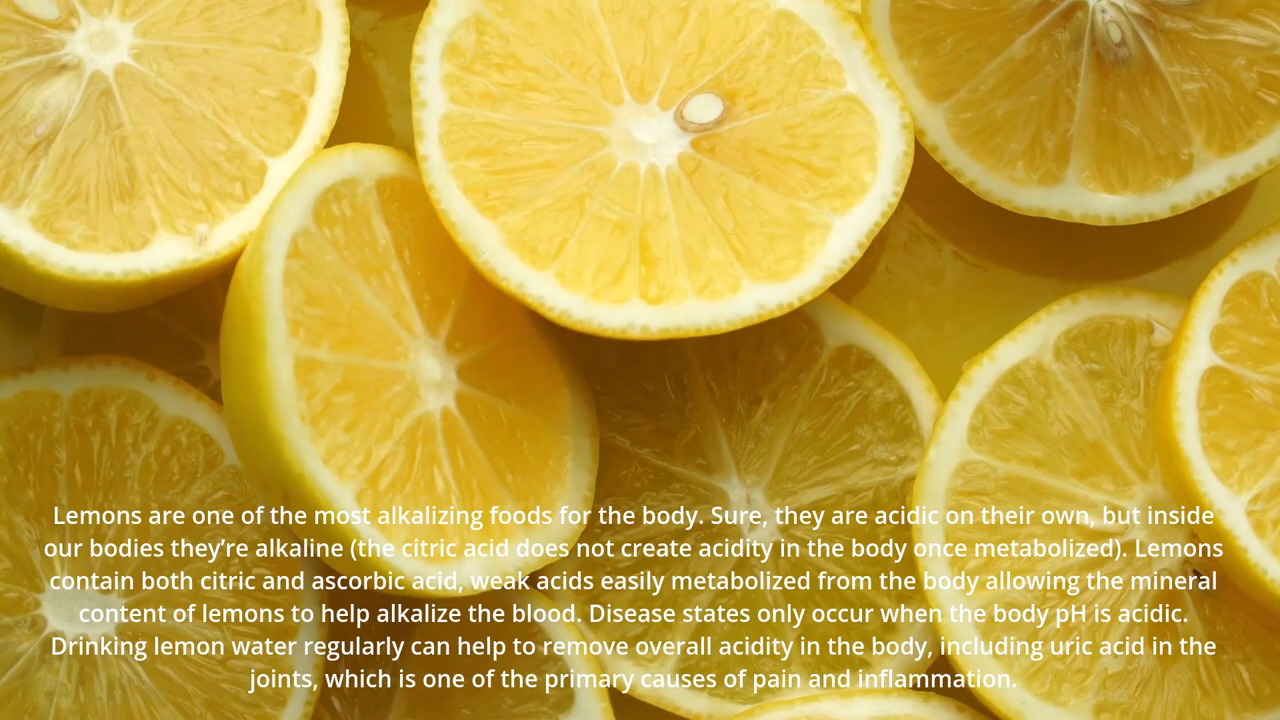 Lemons are one of the most alkalizing foods for the body. Sure, they are acidic on their own, but inside
our bodies they’re alkaline (the citric acid does not create acidity in the body once metabolized). Lemons
contain both citric and ascorbic acid, weak acids easily metabolized from the body allowing the mineral
content of lemons to help alkalize the blood. Disease states only occur when the body pH is acidic.
Drinking lemon water regularly can help to remove overall acidity in the body, including uric acid in the
joints, which is one of the primary causes of pain and inflammation.